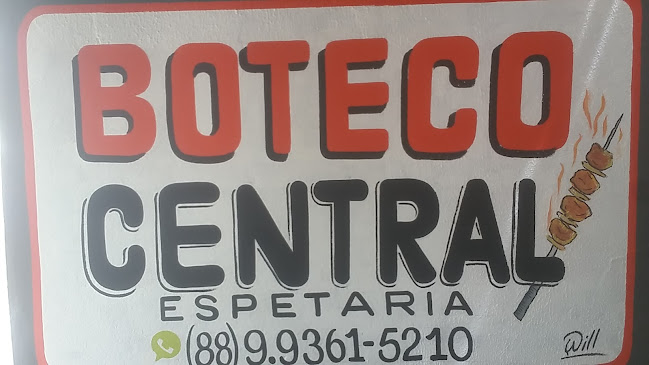 BOTECO
CENTRAL
ESPETARIA
(88)9.9361-5210
Will